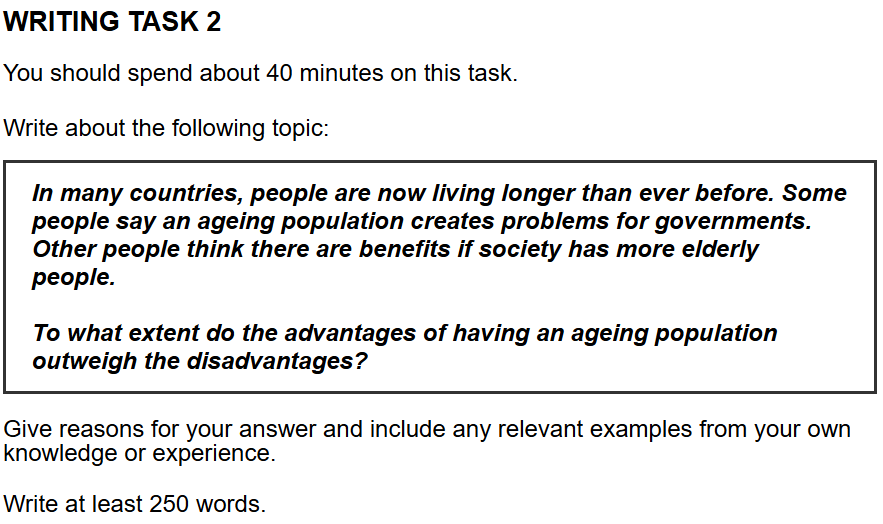 WRITING TASK 2
You should spend about 40 minutes on this task.
Write about the following topic:
In many countries, people are now living longer than ever before. Some
people say an ageing population creates problems for governments.
Other people think there are benefits if society has more elderly
people.
To what extent do the advantages of having an ageing population
outweigh the disadvantages?
Give reasons for your answer and include any relevant examples from your own
knowledge or experience.
Write at least 250 words.